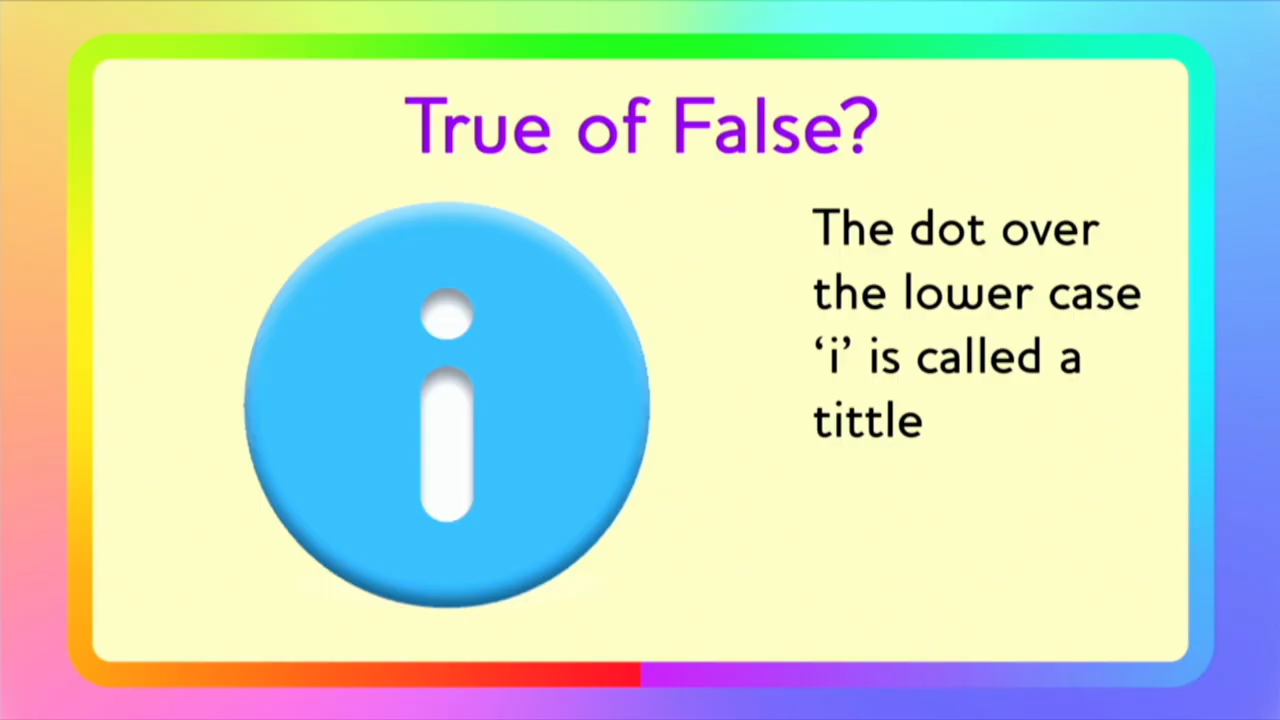 True of False?
i
The dot over
the lower case
‘i’ is called a
tittle